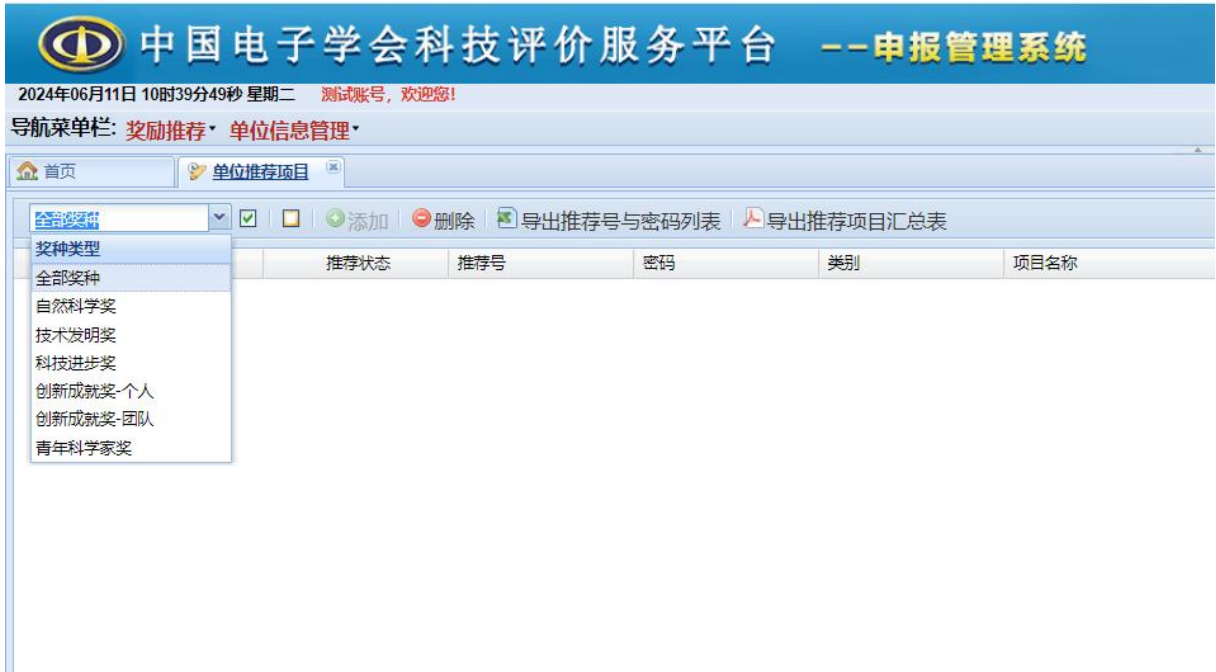 中国电子学会科技评价服务平台 --申报管理系统
2024年06月11日 10时39分49秒 星期二 测试账号，欢迎您!
导航菜单栏: 奖励推荐 单位信息管理
首页 单位推荐项目
全部奖种 添加 删除 导出推荐号与密码列表 导出推荐项目汇总表
奖种类型
推荐状态 推荐号 密码 类别 项目名称
全部奖种
自然科学奖
技术发明奖
科技进步奖
创新成就奖-个人
创新成就奖-团队
青年科学家奖